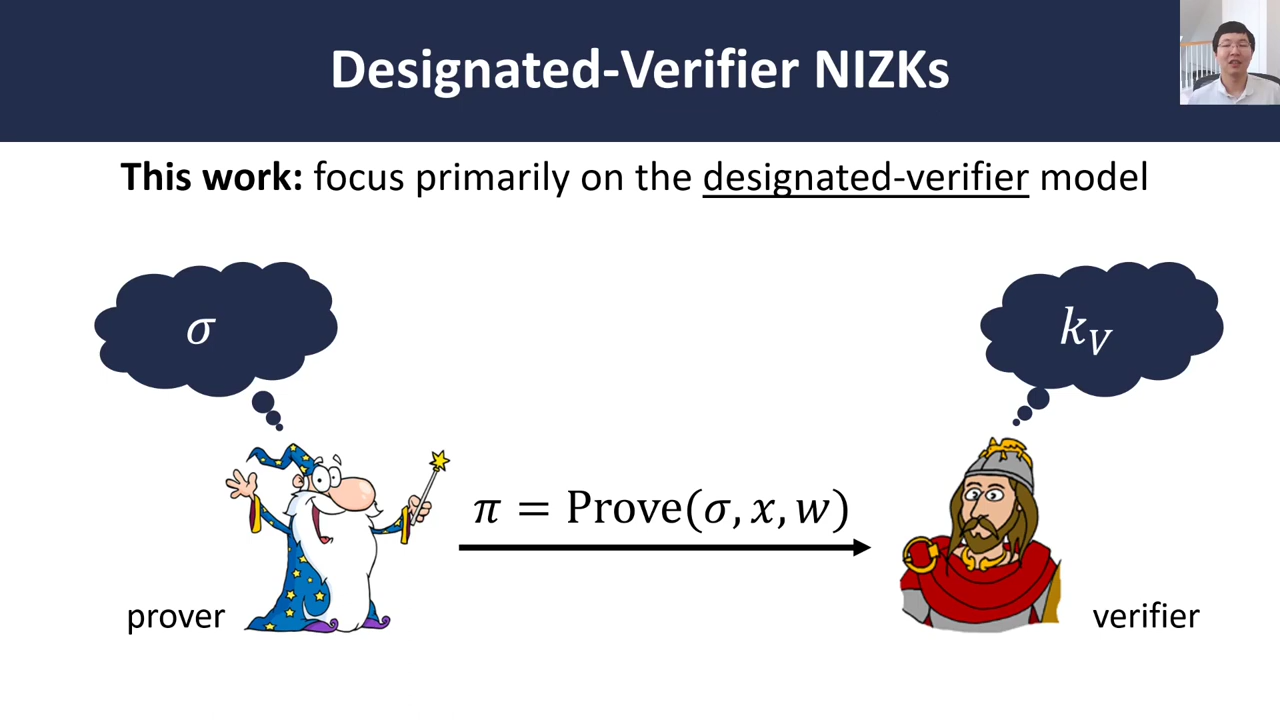 Designated-Verifier NIZKs
This work: focus primarily on the designated-verifier model
σ
k_V
π = Prove(σ, x, w)
prover
verifier